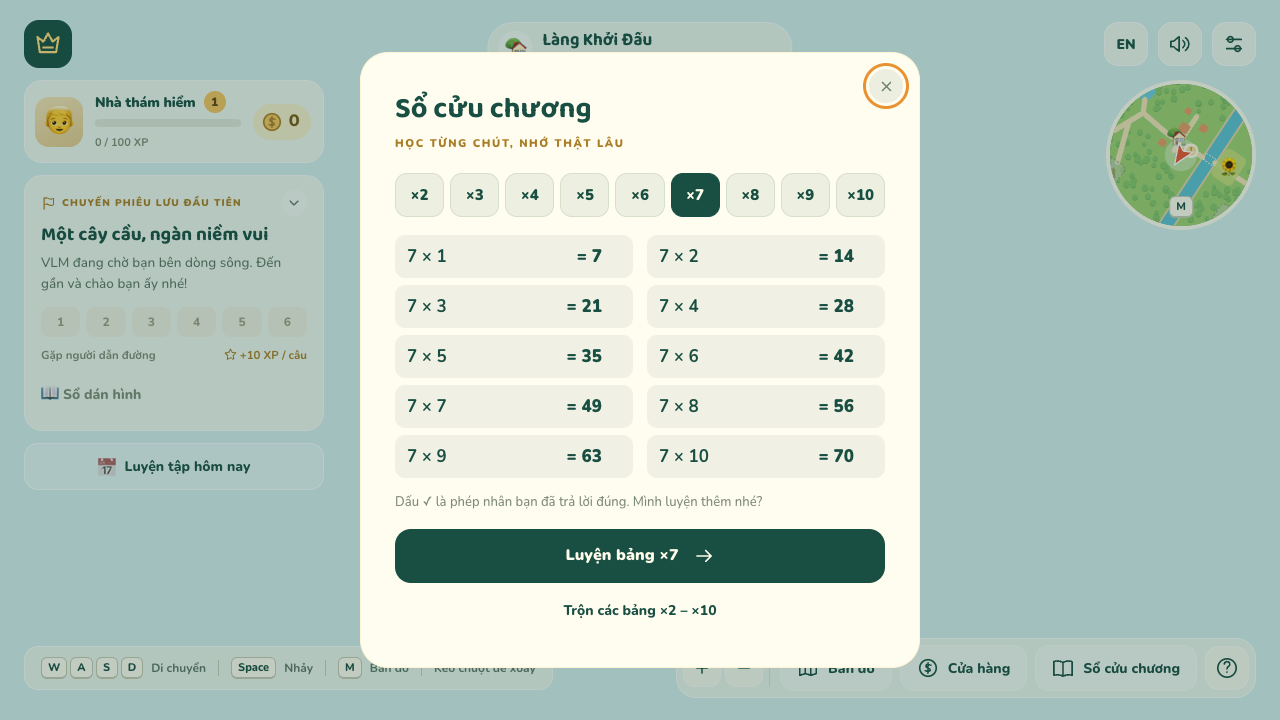 Làng Khởi Đầu
EN
Nhà thám hiểm 1
0 / 100 XP
0
CHUYẾN PHIÊU LƯU ĐẦU TIÊN
Một cây cầu, ngàn niềm vui
VLM đang chờ bạn bên dòng sông. Đến
gần và chào bạn ấy nhé!
1 2 3 4 5 6
Gặp người dẫn đường
+10 XP / câu
Sổ dán hình
Luyện tập hôm nay
Sổ cửu chương
HỌC TỪNG CHÚT, NHỚ THẬT LÂU
×2 ×3 ×4 ×5 ×6 ×7 ×8 ×9 ×10
7 × 1 = 7
7 × 2 = 14
7 × 3 = 21
7 × 4 = 28
7 × 5 = 35
7 × 6 = 42
7 × 7 = 49
7 × 8 = 56
7 × 9 = 63
7 × 10 = 70
Dấu ✓ là phép nhân bạn đã trả lời đúng. Mình luyện thêm nhé?
Luyện bảng ×7 →
Trộn các bảng ×2 – ×10
M
W A S D Di chuyển
Space Nhảy
M Bản đồ
Kéo chuột để xoay
Bản đồ
Cửa hàng
Sổ cửu chương